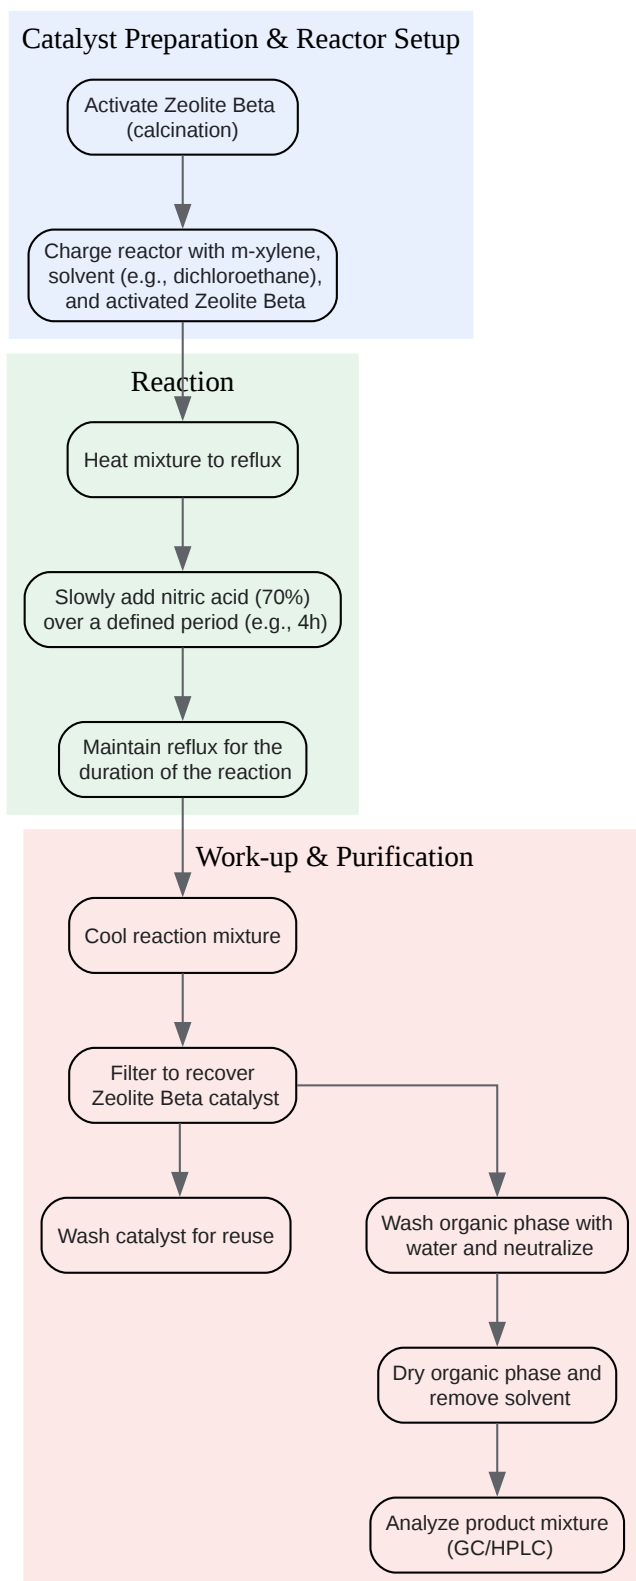 Catalyst Preparation & Reactor Setup
Activate Zeolite Beta
(calcination)
Charge reactor with m-xylene,
solvent (e.g., dichloroethane),
and activated Zeolite Beta
Reaction
Heat mixture to reflux
Slowly add nitric acid (70%)
over a defined period (e.g., 4h)
Maintain reflux for the
duration of the reaction
Work-up & Purification
Cool reaction mixture
Filter to recover
Zeolite Beta catalyst
Wash catalyst for reuse
Wash organic phase with
water and neutralize
Dry organic phase and
remove solvent
Analyze product mixture
(GC/HPLC)